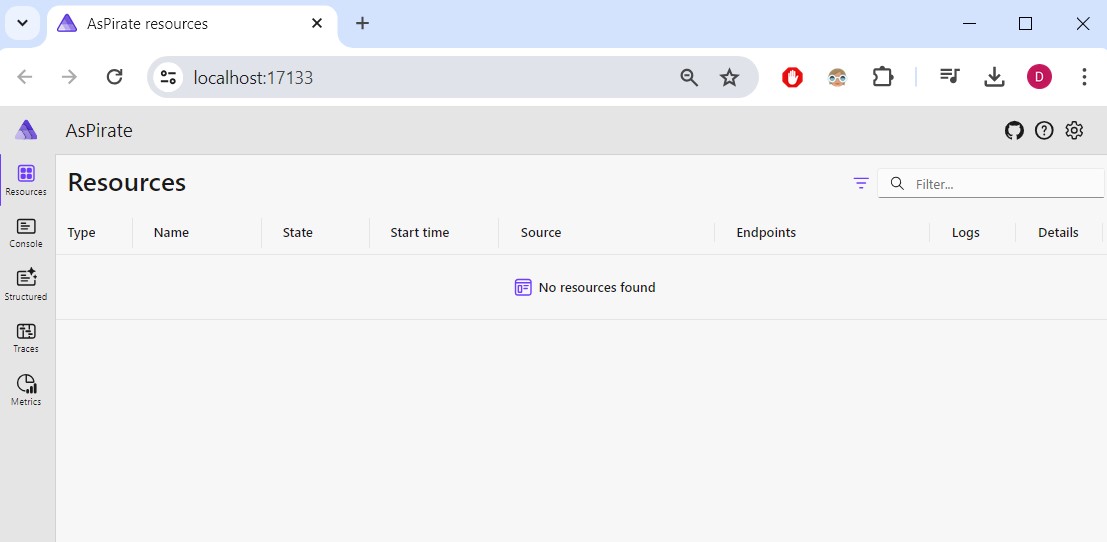 AsPirate resources
localhost:17133
D
AsPirate
Resources
Filter...
Resources
Console
Structured
Traces
Metrics
Type Name State Start time Source Endpoints Logs Details
No resources found